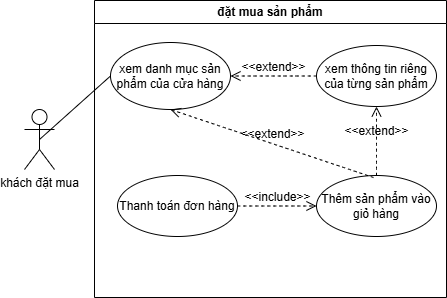 đặt mua sản phẩm
xem danh mục sản
phẩm của cửa hàng
<<extend>>
xem thông tin riêng
của từng sản phẩm
<<extend>>
<<extend>>
khách đặt mua
Thanh toán đơn hàng
<<include>>
Thêm sản phẩm vào
giỏ hàng